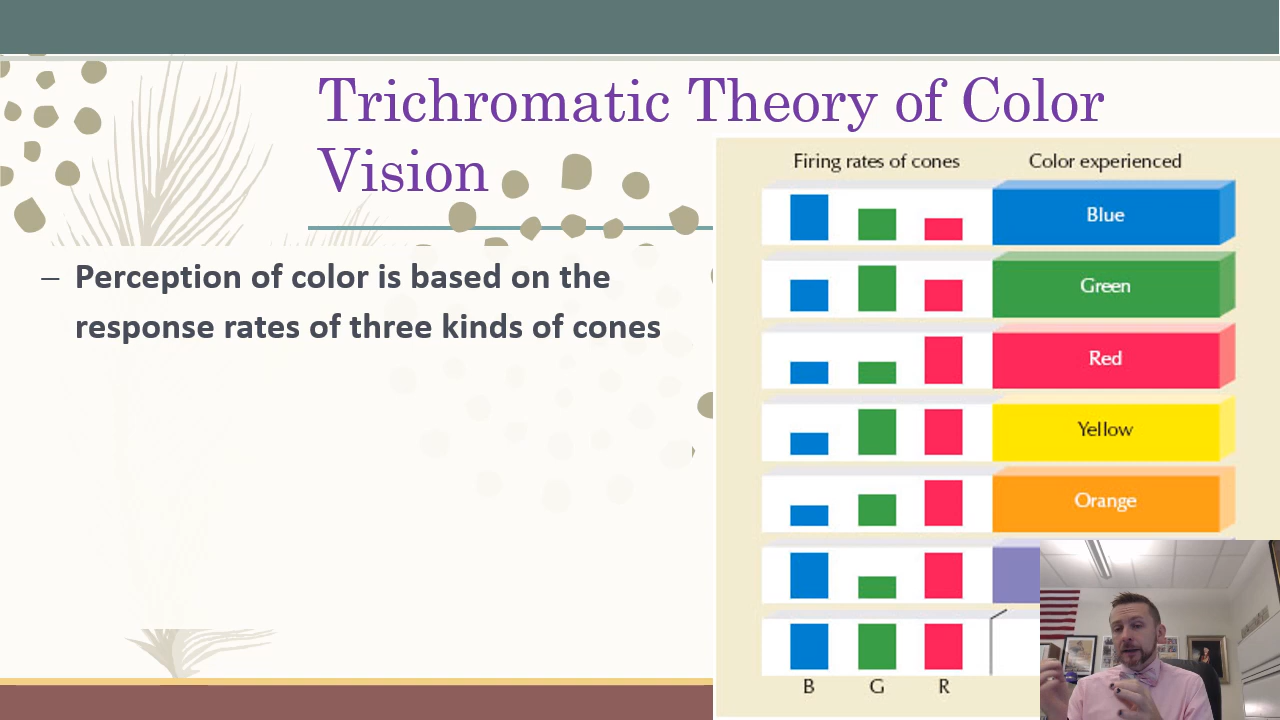 Trichromatic Theory of Color
Vision
– Perception of color is based on the
response rates of three kinds of cones
Firing rates of cones
Color experienced
Blue
Green
Red
Yellow
Orange
B G R